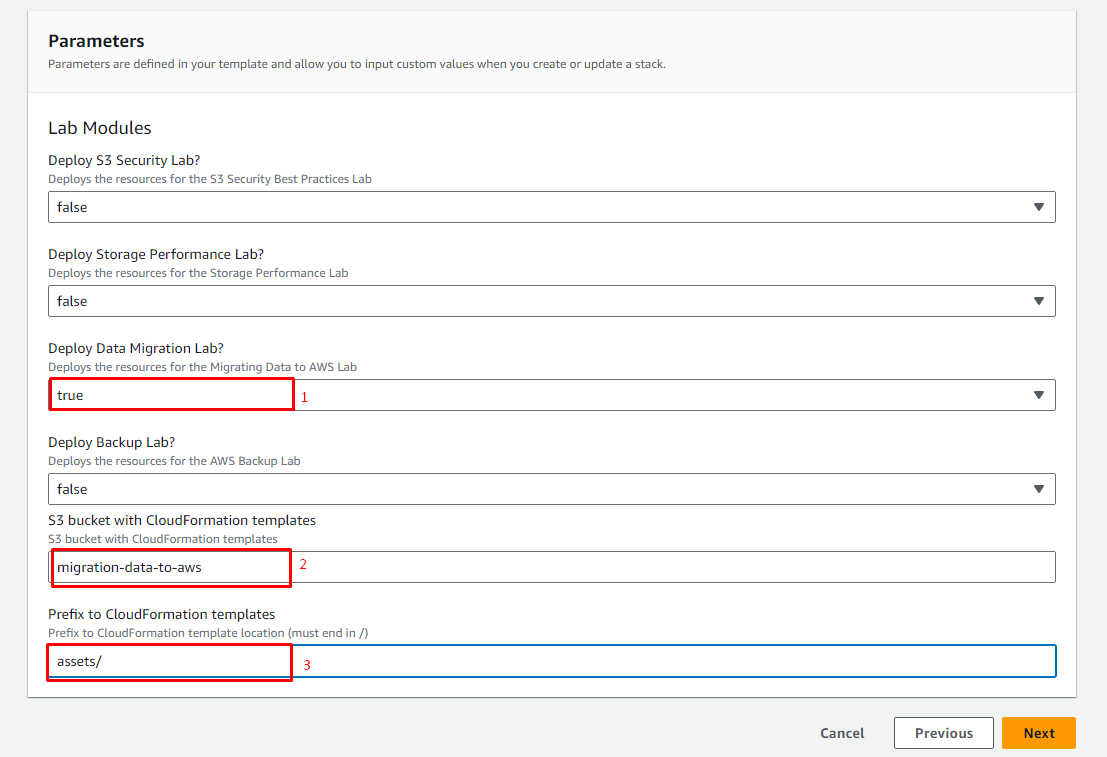 Parameters
Parameters are defined in your template and allow you to input custom values when you create or update a stack.
Lab Modules
Deploy S3 Security Lab?
Deploys the resources for the S3 Security Best Practices Lab
false
Deploy Storage Performance Lab?
Deploys the resources for the Storage Performance Lab
false
Deploy Data Migration Lab?
Deploys the resources for the Migrating Data to AWS Lab
true 1
Deploy Backup Lab?
Deploys the resources for the AWS Backup Lab
false
S3 bucket with CloudFormation templates
S3 bucket with CloudFormation templates
migration-data-to-aws 2
Prefix to CloudFormation templates
Prefix to CloudFormation template location (must end in /)
assets/ 3
Cancel Previous Next